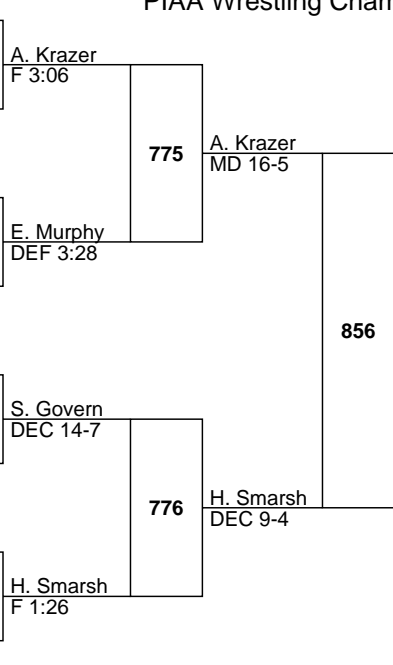 PIAA Wrestling
A. Krazer
F 3:06
775
A. Krazer
MD 16-5
E. Murphy
DEF 3:28
856
S. Govern
DEC 14-7
776
H. Smarsh
DEC 9-4
H. Smarsh
F 1:26